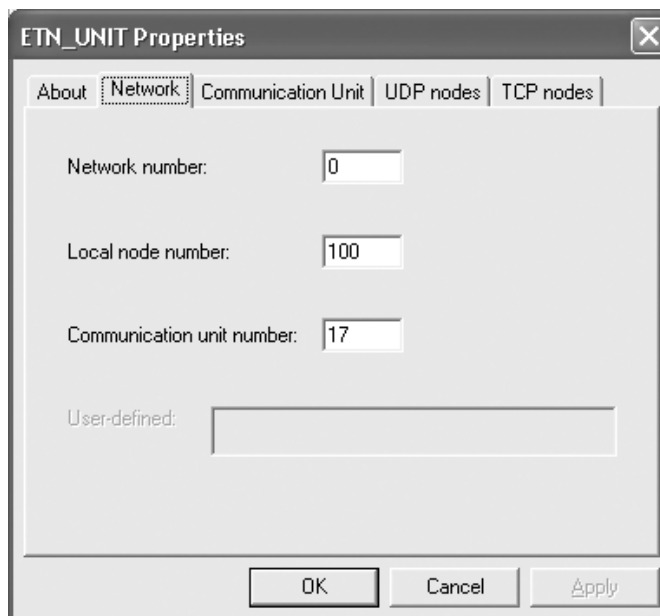 ETN_UNIT Properties
About Network Communication Unit UDP nodes TCP nodes
Network number: 0
Local node number: 100
Communication unit number: 17
User-defined:
OK Cancel Apply